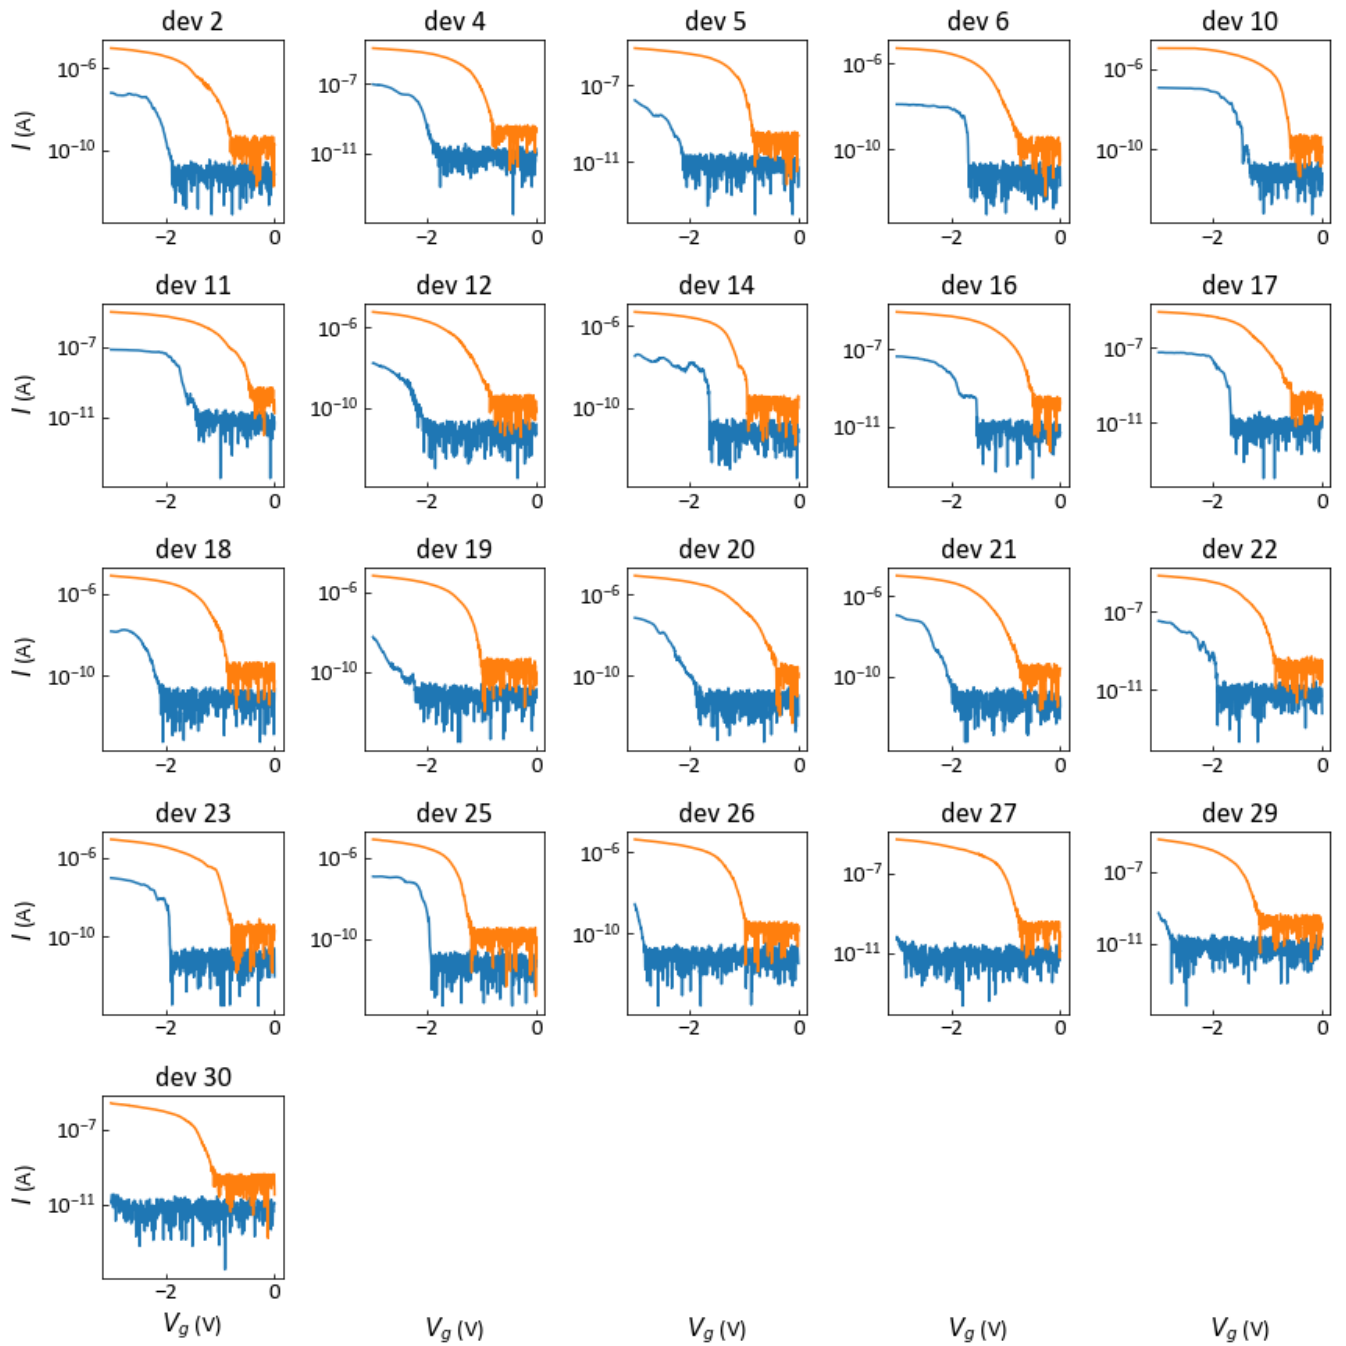 dev 2 dev 4 dev 5 dev 6 dev 10
I (A)
10⁻⁶ 10⁻⁷ 10⁻⁷ 10⁻⁶ 10⁻⁶
10⁻¹⁰ 10⁻¹¹ 10⁻¹¹ 10⁻¹⁰ 10⁻¹⁰
−2 0 −2 0 −2 0 −2 0 −2 0
dev 11 dev 12 dev 14 dev 16 dev 17
I (A)
10⁻⁷ 10⁻⁶ 10⁻⁶ 10⁻⁷ 10⁻⁷
10⁻¹¹ 10⁻¹⁰ 10⁻¹⁰ 10⁻¹¹ 10⁻¹¹
−2 0 −2 0 −2 0 −2 0 −2 0
dev 18 dev 19 dev 20 dev 21 dev 22
I (A)
10⁻⁶ 10⁻⁶ 10⁻⁶ 10⁻⁶ 10⁻⁷
10⁻¹⁰ 10⁻¹⁰ 10⁻¹⁰ 10⁻¹⁰ 10⁻¹¹
−2 0 −2 0 −2 0 −2 0 −2 0
dev 23 dev 25 dev 26 dev 27 dev 29
I (A)
10⁻⁶ 10⁻⁶ 10⁻⁶ 10⁻⁷ 10⁻⁷
10⁻¹⁰ 10⁻¹⁰ 10⁻¹⁰ 10⁻¹¹ 10⁻¹¹
−2 0 −2 0 −2 0 −2 0 −2 0
dev 30
I (A)
10⁻⁷
10⁻¹¹
−2 0
V_g (V) V_g (V) V_g (V) V_g (V) V_g (V)